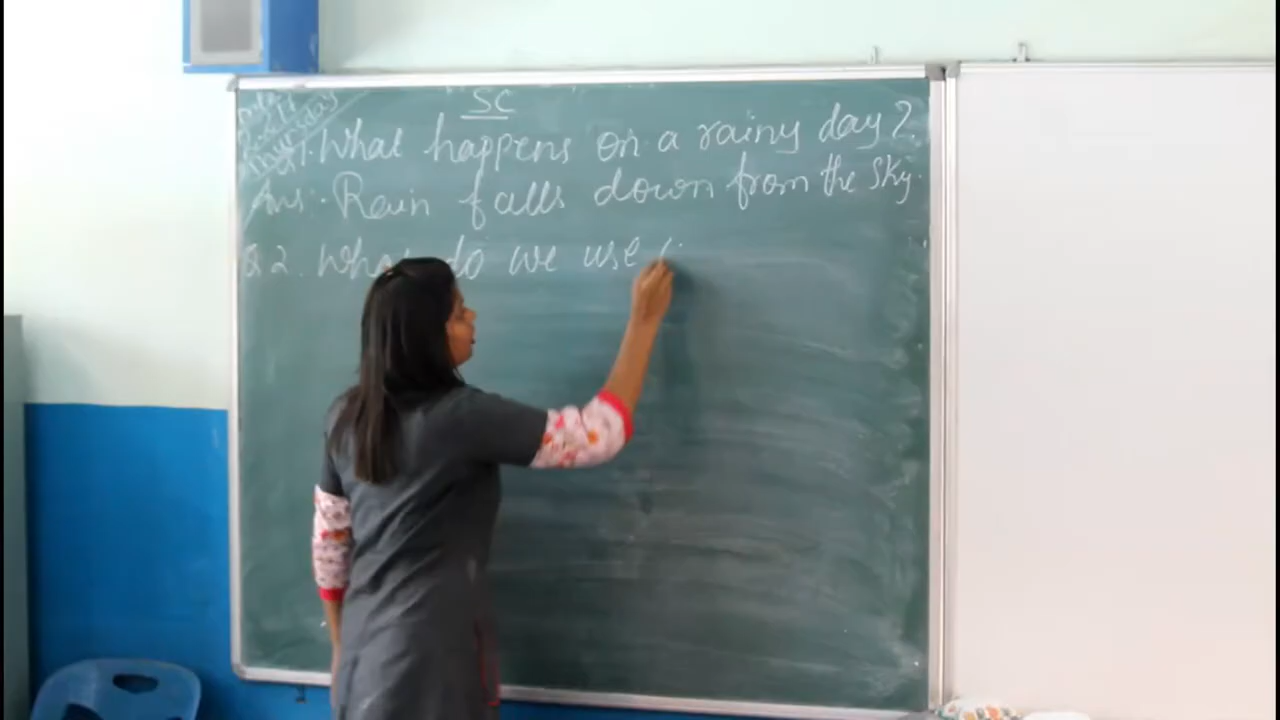 SC
Thursday
Q1. What happens on a rainy day?
Ans:- Rain falls down from the sky.
Q2. What do we use